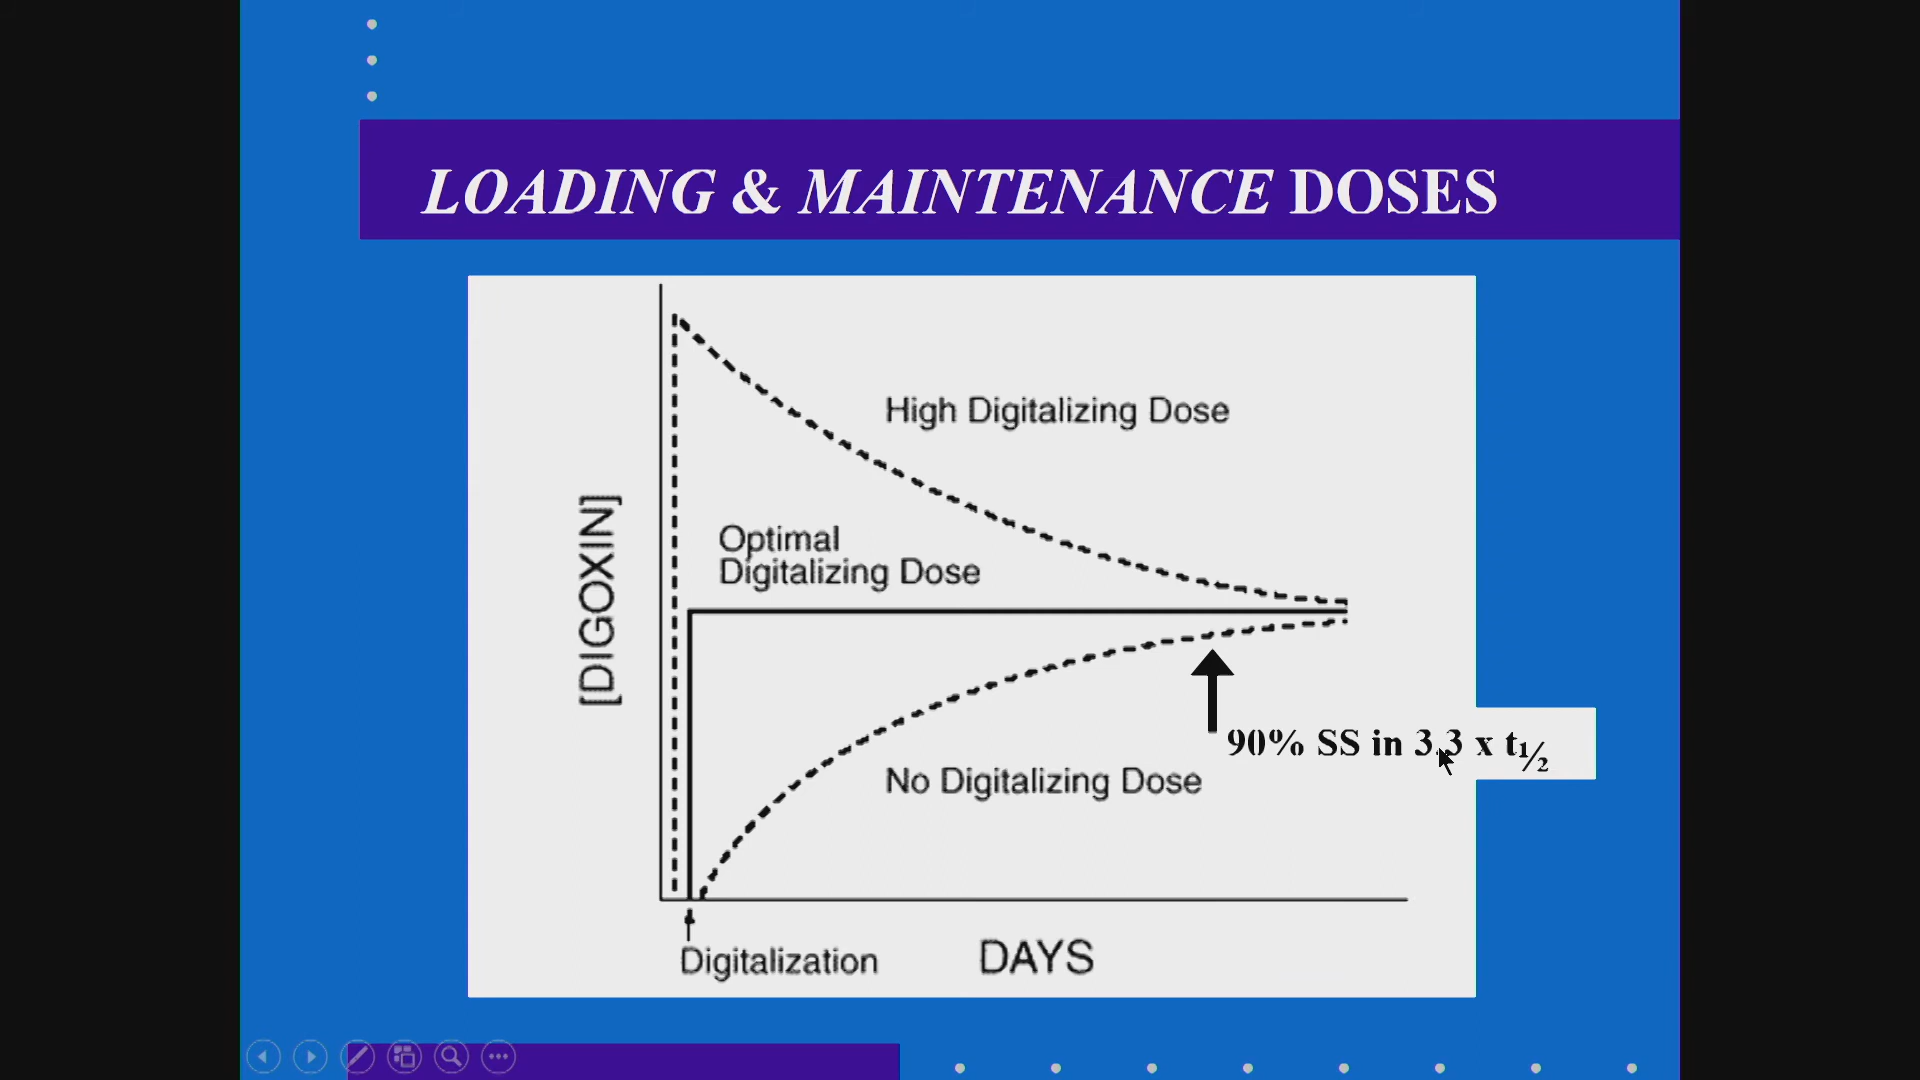 LOADING & MAINTENANCE DOSES
High Digitalizing Dose
Optimal
Digitalizing Dose
[DIGOXIN]
90% SS in 3.3 x t½
No Digitalizing Dose
Digitalization
DAYS